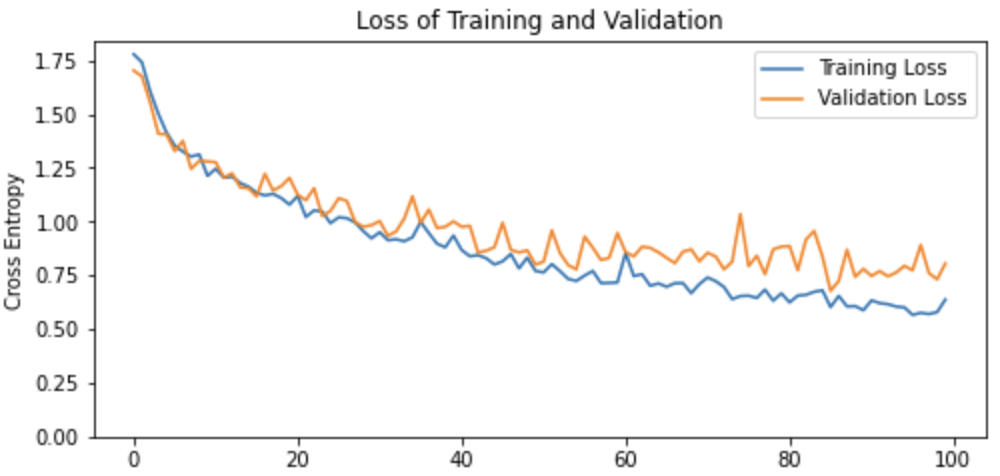 Loss of Training and Validation
Training Loss
Validation Loss
Cross Entropy
1.75
1.50
1.25
1.00
0.75
0.50
0.25
0.00
0 20 40 60 80 100